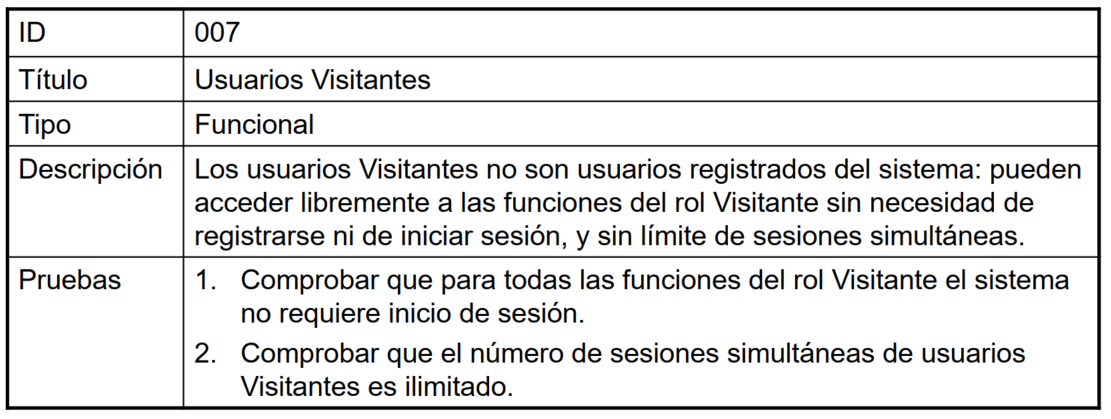 ID 007
Título Usuarios Visitantes
Tipo Funcional
Descripción Los usuarios Visitantes no son usuarios registrados del sistema: pueden
acceder libremente a las funciones del rol Visitante sin necesidad de
registrarse ni de iniciar sesión, y sin límite de sesiones simultáneas.
Pruebas 1. Comprobar que para todas las funciones del rol Visitante el sistema
no requiere inicio de sesión.
2. Comprobar que el número de sesiones simultáneas de usuarios
Visitantes es ilimitado.